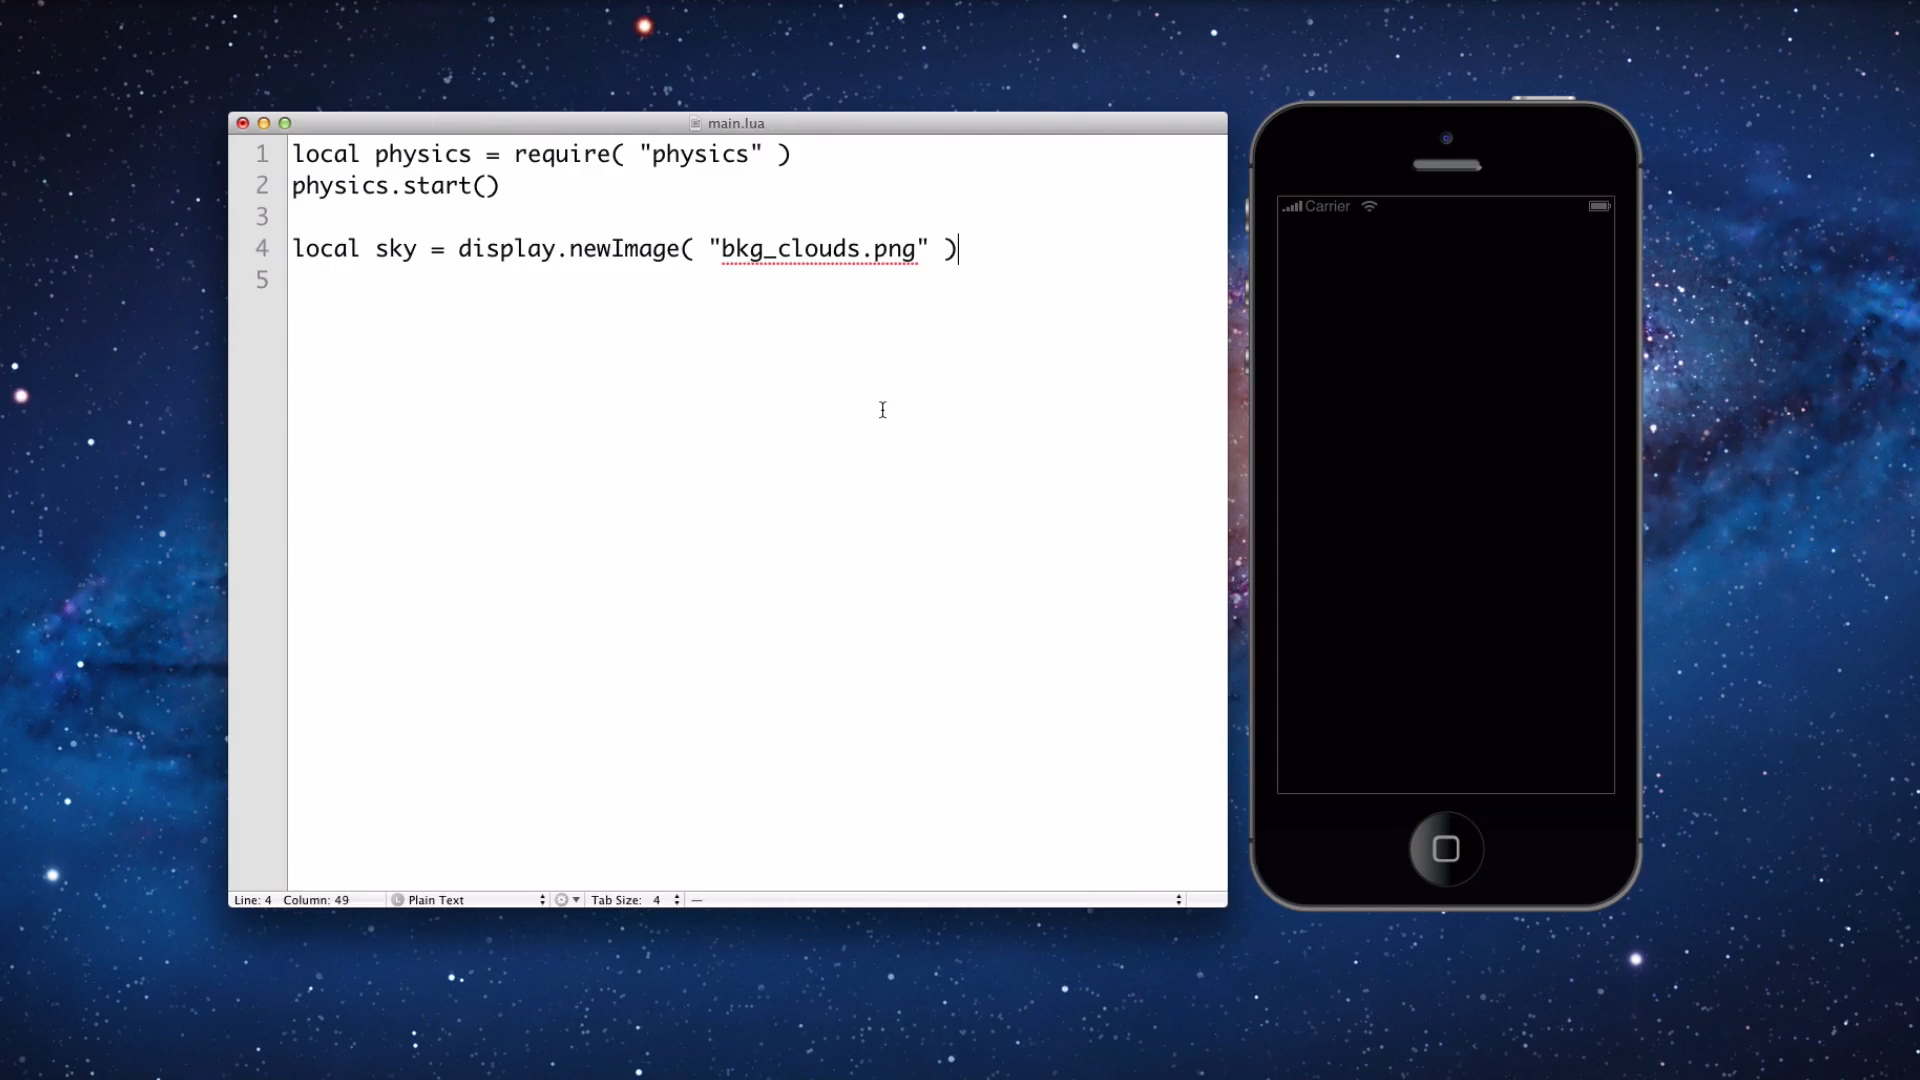 main.lua
1 local physics = require( "physics" )
2 physics.start()
3
4 local sky = display.newImage( "bkg_clouds.png" )
5
Line: 4 Column: 49 L Plain Text Tab Size: 4 —
Carrier